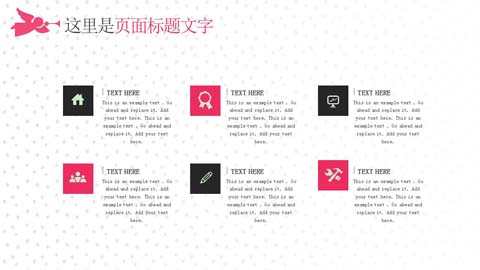 这里是页面标题文字
TEXT HERE
This is an example text . Go
ahead and replace it. Add
your text here. This is an
example text . Go ahead and
replace it. Add your text
here.
TEXT HERE
This is an example text . Go
ahead and replace it. Add
your text here. This is an
example text . Go ahead and
replace it. Add your text
here.
TEXT HERE
This is an example text . Go
ahead and replace it. Add
your text here. This is an
example text . Go ahead and
replace it. Add your text
here.
TEXT HERE
This is an example text . Go
ahead and replace it. Add
your text here. This is an
example text . Go ahead and
replace it. Add your text
here.
TEXT HERE
This is an example text . Go
ahead and replace it. Add
your text here. This is an
example text . Go ahead and
replace it. Add your text
here.
TEXT HERE
This is an example text . Go
ahead and replace it. Add
your text here. This is an
example text . Go ahead and
replace it. Add your text
here.